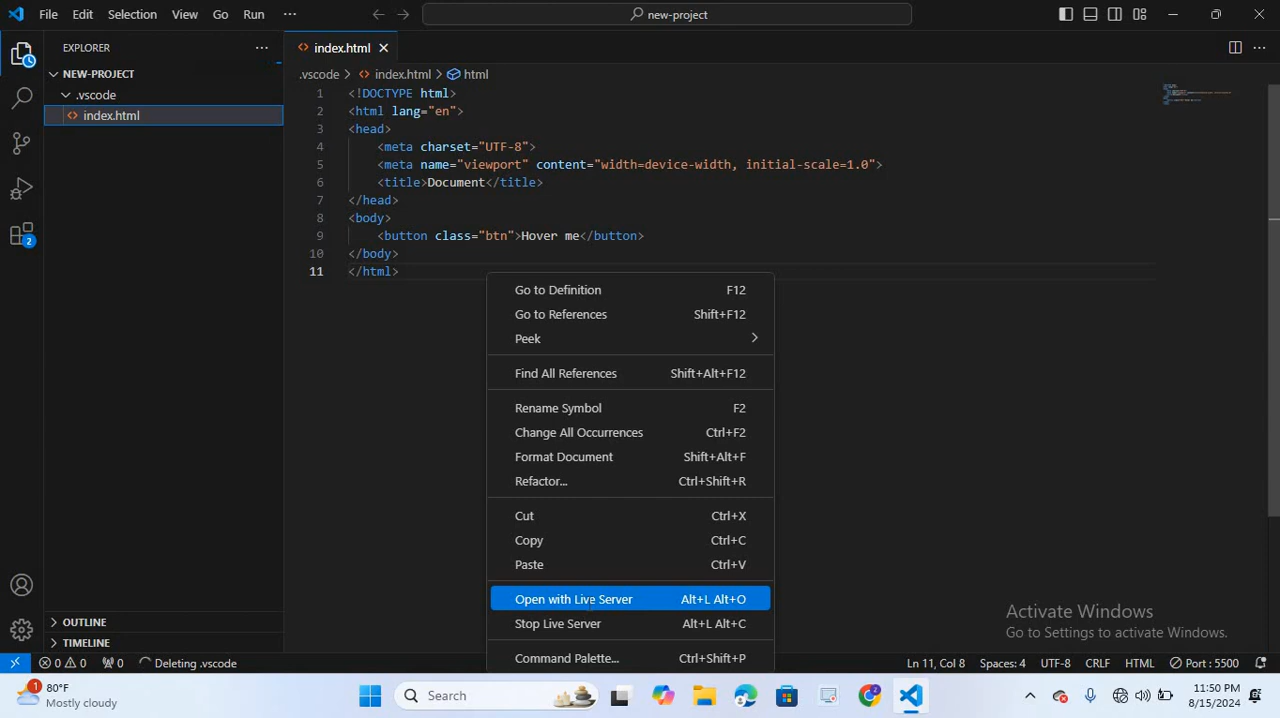 File Edit Selection View Go Run ··· new-project
EXPLORER ··· index.html
NEW-PROJECT
.vscode
index.html
.vscode > index.html > html
1 <!DOCTYPE html>
2 <html lang="en">
3 <head>
4 <meta charset="UTF-8">
5 <meta name="viewport" content="width=device-width, initial-scale=1.0">
6 <title>Document</title>
7 </head>
8 <body>
9 <button class="btn">Hover me</button>
10 </body>
11 </html>
2
Go to Definition F12
Go to References Shift+F12
Peek
Find All References Shift+Alt+F12
Rename Symbol F2
Change All Occurrences Ctrl+F2
Format Document Shift+Alt+F
Refactor... Ctrl+Shift+R
Cut Ctrl+X
Copy Ctrl+C
Paste Ctrl+V
Open with Live Server Alt+L Alt+O
Stop Live Server Alt+L Alt+C
Command Palette... Ctrl+Shift+P
OUTLINE
TIMELINE
Activate Windows
Go to Settings to activate Windows.
0 0 0 Deleting .vscode Ln 11, Col 8 Spaces: 4 UTF-8 CRLF HTML Port : 5500
1 80°F
Mostly cloudy
Search
2
11:50 PM
8/15/2024